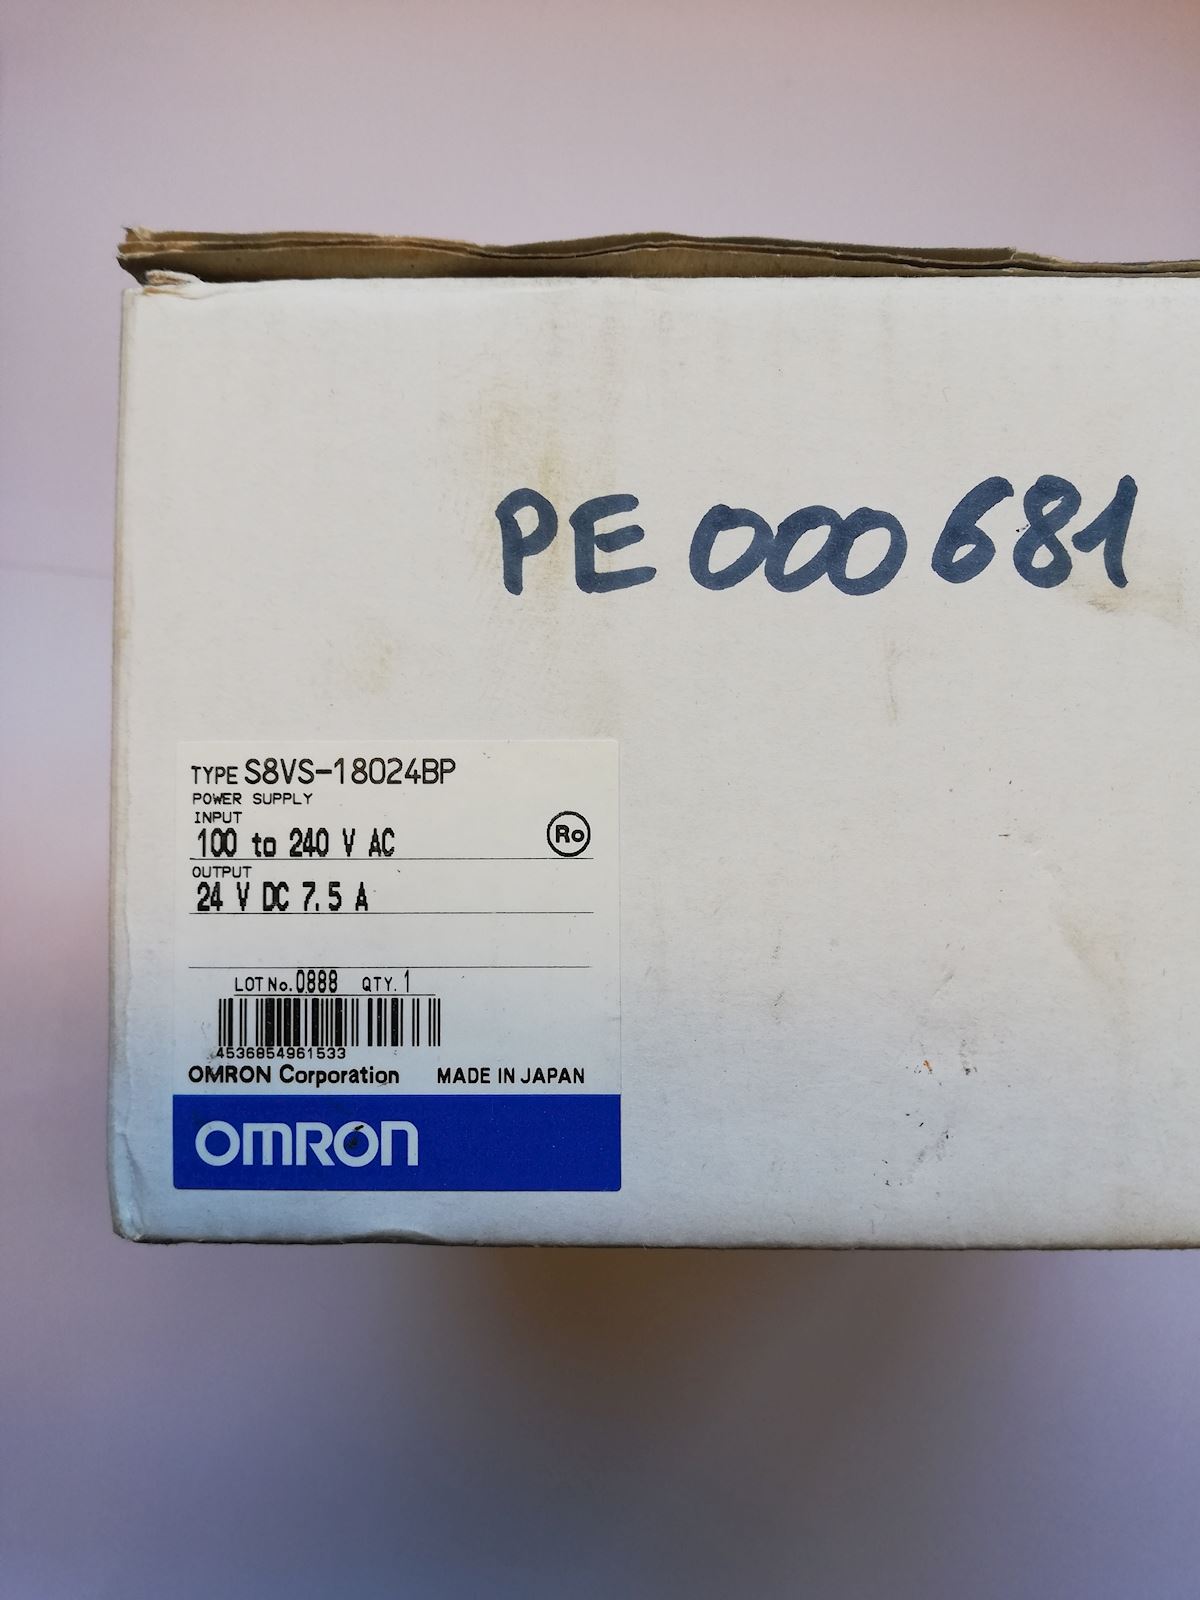 PE 000 681
TYPE S8VS-18024BP
POWER SUPPLY
INPUT
100 to 240 V AC
Ro
OUTPUT
24 V DC 7.5 A
LOT No. 0888 QTY. 1
4536854961533
OMRON Corporation MADE IN JAPAN
OMRON